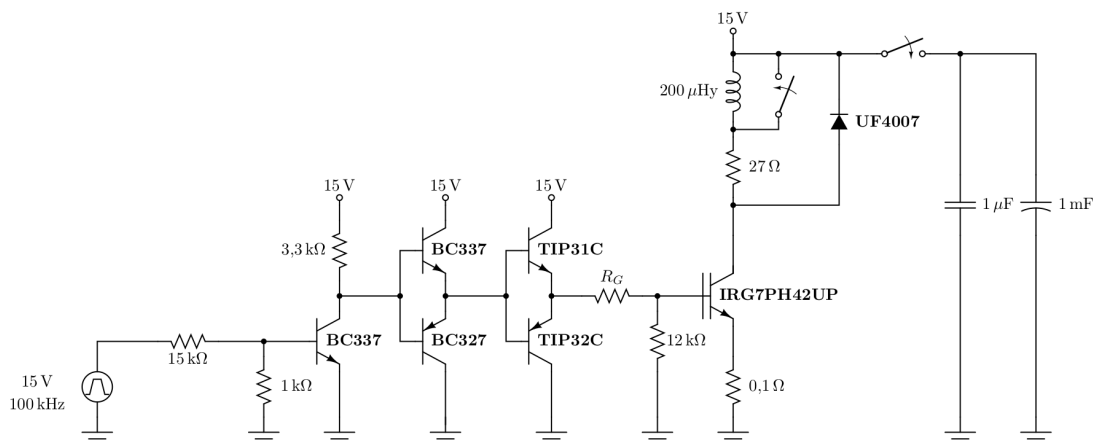 15 V
200 µHy
UF4007
27 Ω
1 µF
1 mF
15 V
15 V
15 V
3,3 kΩ
BC337
TIP31C
R_G
IRG7PH42UP
15 kΩ
BC337
BC327
TIP32C
12 kΩ
15 V
100 kHz
1 kΩ
0,1 Ω